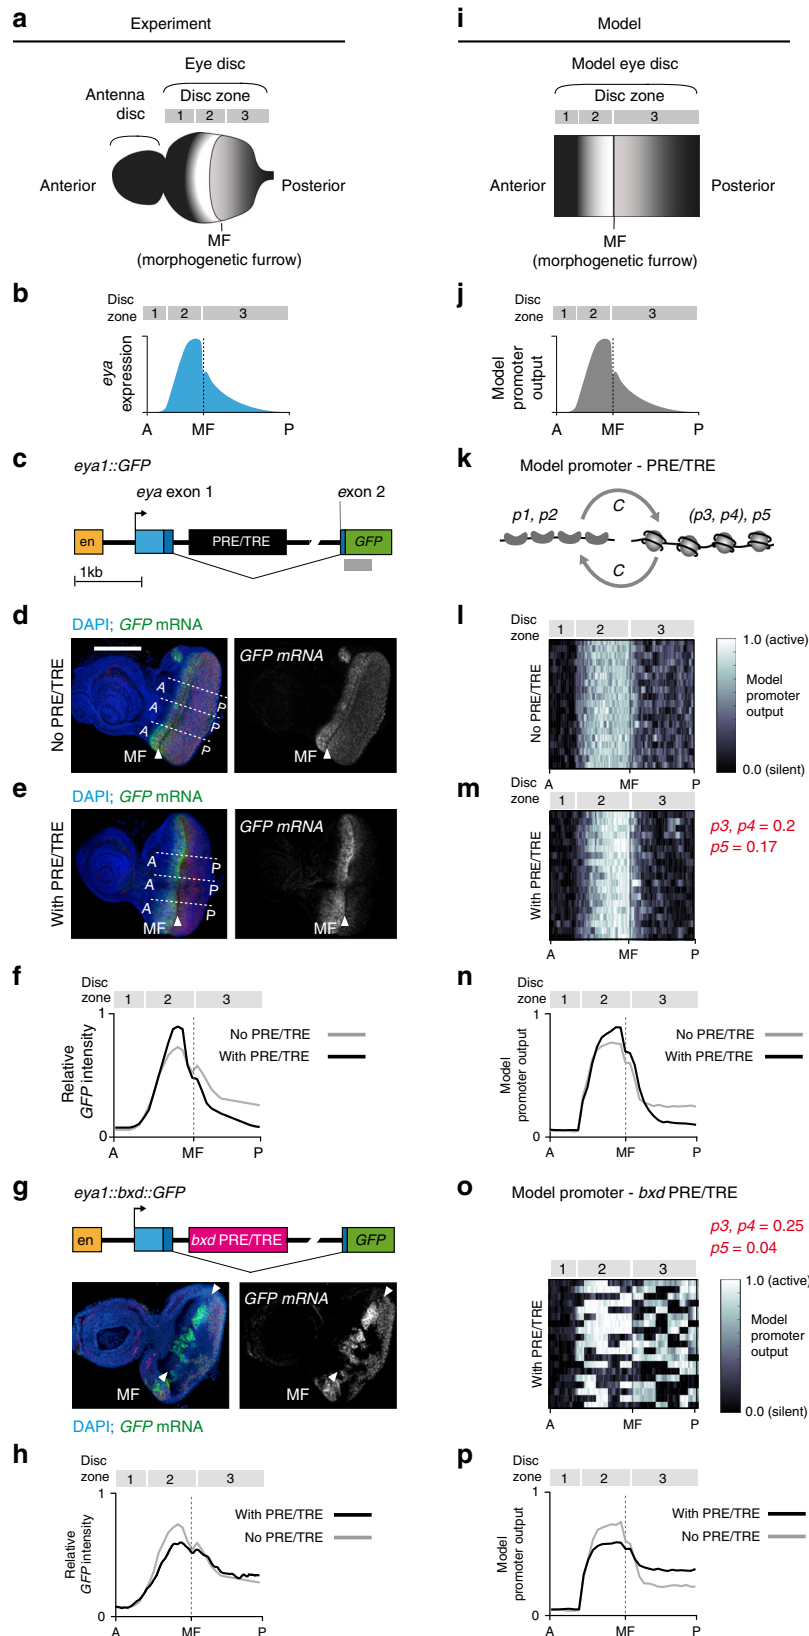 a
Experiment
Eye disc
Antenna
disc
Disc zone
1 2 3
Anterior
Posterior
MF
(morphogenetic furrow)
b
Disc
zone
1 2 3
eya
expression
A MF P
c
eya1::GFP
eya exon 1
exon 2
en
PRE/TRE
GFP
1kb
d
DAPI; GFP mRNA
No PRE/TRE
A
A
A
P
P
P
MF
GFP mRNA
MF
e
DAPI; GFP mRNA
With PRE/TRE
A
A
A
P
P
P
MF
GFP mRNA
MF
f
Disc
zone
1 2 3
1
Relative
GFP intensity
0
No PRE/TRE
With PRE/TRE
A MF P
g
eya1::bxd::GFP
en
bxd PRE/TRE
GFP
MF
GFP mRNA
MF
DAPI; GFP mRNA
h
Disc
zone
1 2 3
1
Relative
GFP intensity
0
With PRE/TRE
No PRE/TRE
A MF P
i
Model
Model eye disc
Disc zone
1 2 3
Anterior
Posterior
MF
(morphogenetic furrow)
j
Disc
zone
1 2 3
Model
promoter
output
A MF P
k
Model promoter - PRE/TRE
p1, p2
C
(p3, p4), p5
C
l
Disc
zone
1 2 3
No PRE/TRE
A MF P
1.0 (active)
Model
promoter
output
0.0 (silent)
m
Disc
zone
1 2 3
With PRE/TRE
A MF P
p3, p4 = 0.2
p5 = 0.17
n
Disc
zone
1 2 3
1
Model
promoter output
0
No PRE/TRE
With PRE/TRE
A MF P
o
Model promoter - bxd PRE/TRE
p3, p4 = 0.25
p5 = 0.04
1 2 3
With PRE/TRE
A MF P
1.0 (active)
Model
promoter
output
0.0 (silent)
p
Disc
zone
1 2 3
1
Model
promoter output
0
With PRE/TRE
No PRE/TRE
A MF P